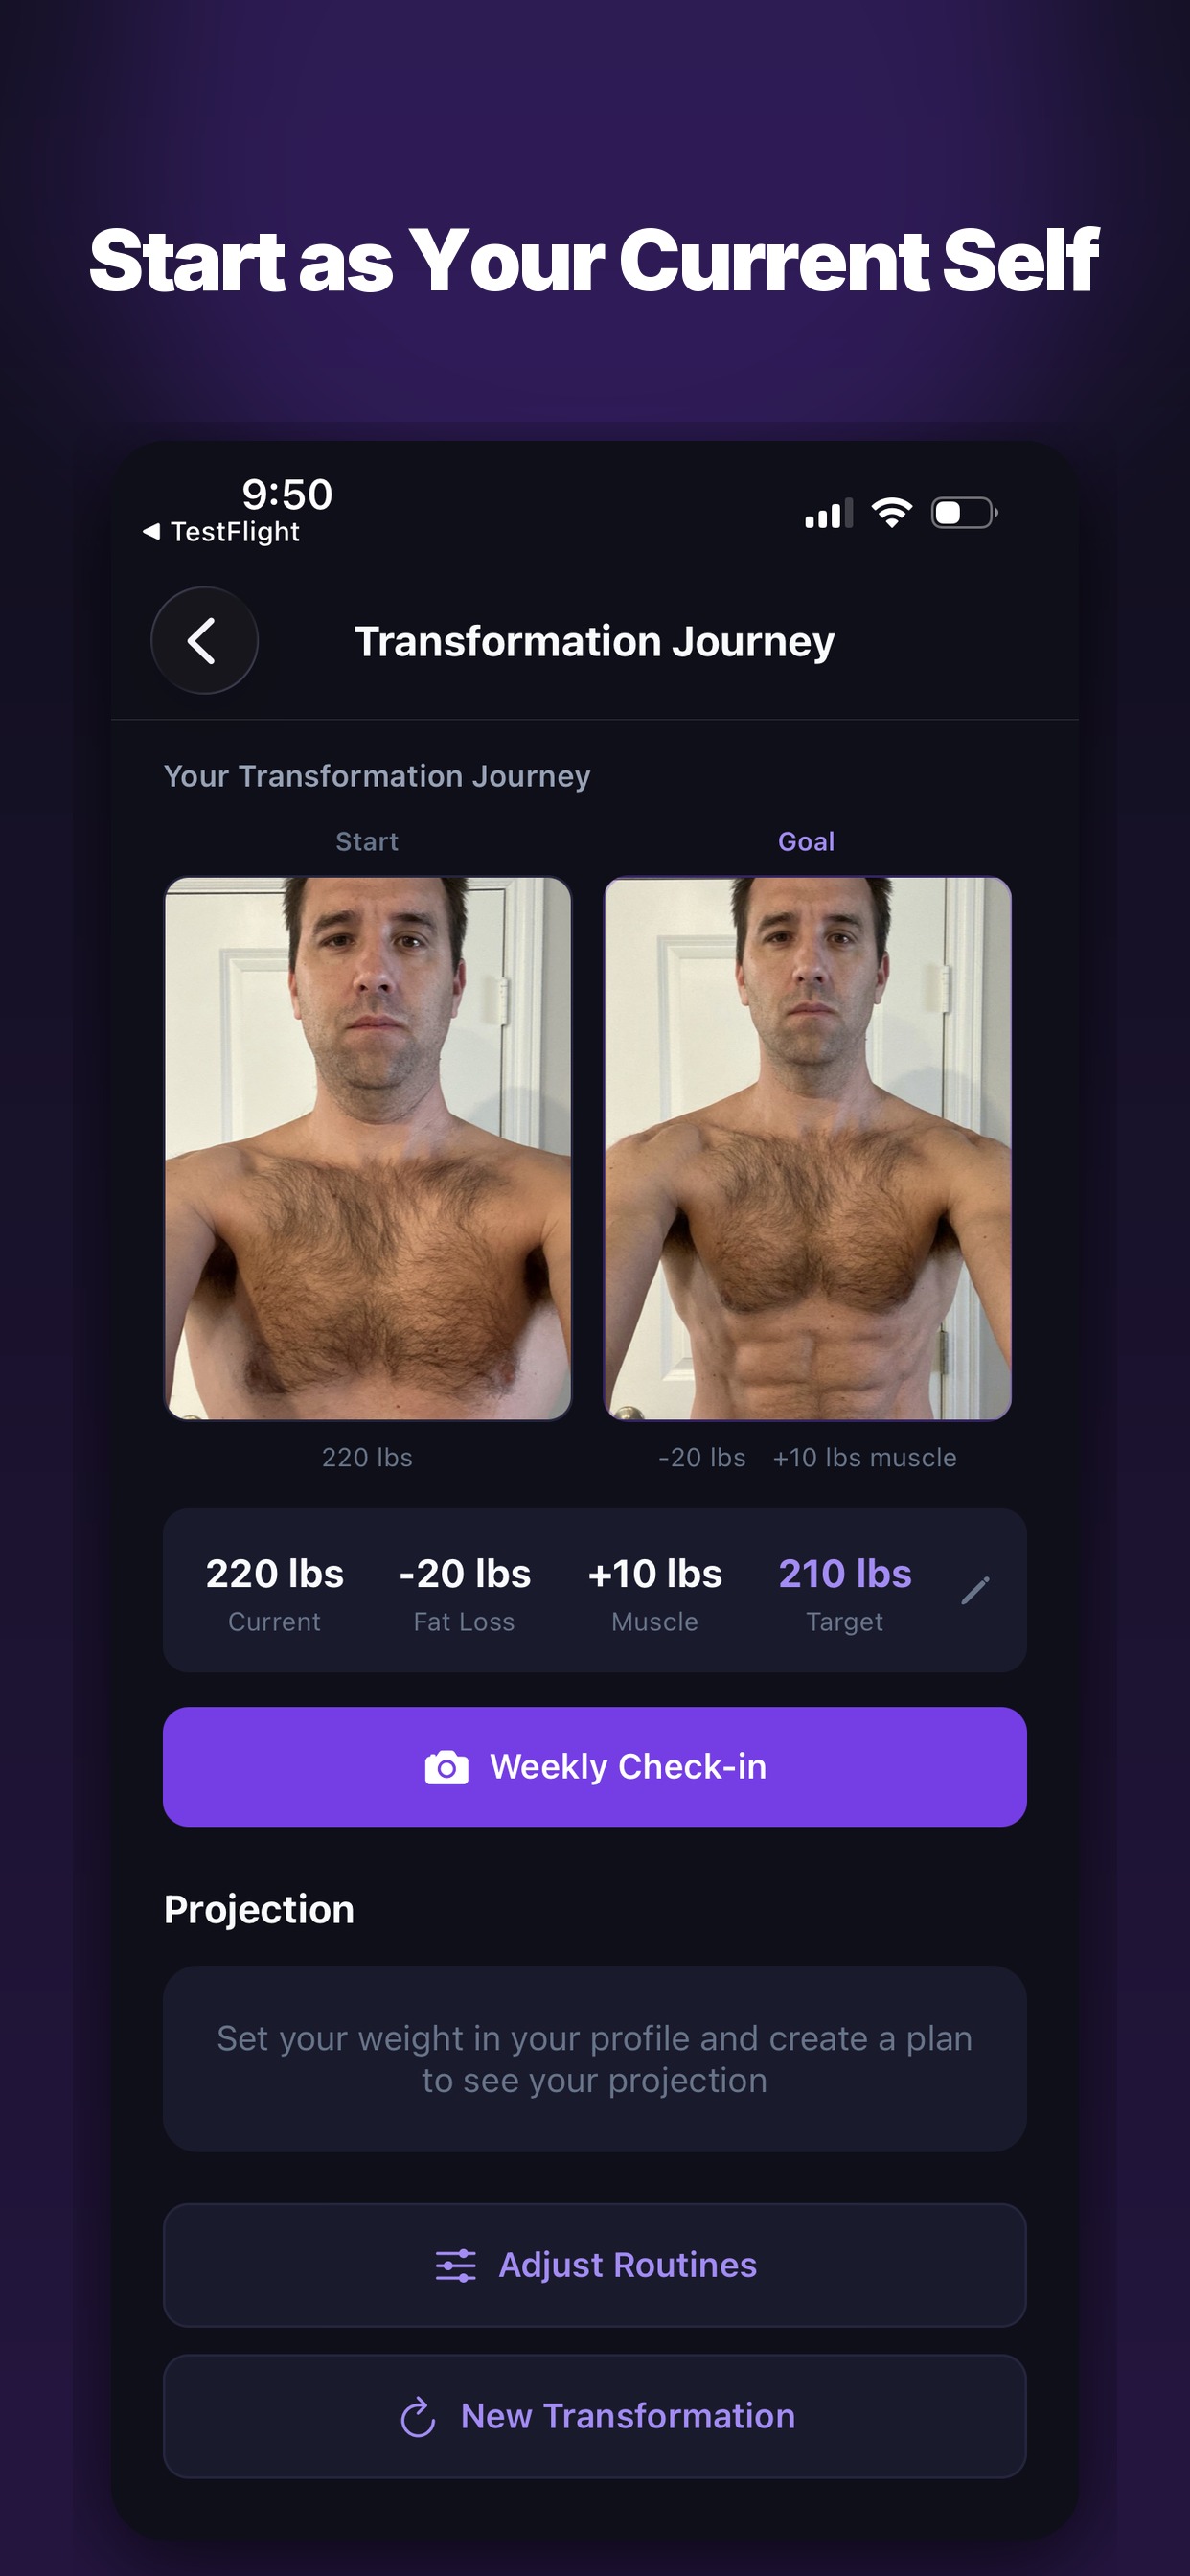 Start as Your Current Self
9:50
TestFlight
Transformation Journey
Your Transformation Journey
Start
Goal
220 lbs
-20 lbs +10 lbs muscle
220 lbs -20 lbs +10 lbs 210 lbs
Current Fat Loss Muscle Target
Weekly Check-in
Projection
Set your weight in your profile and create a plan
to see your projection
Adjust Routines
New Transformation